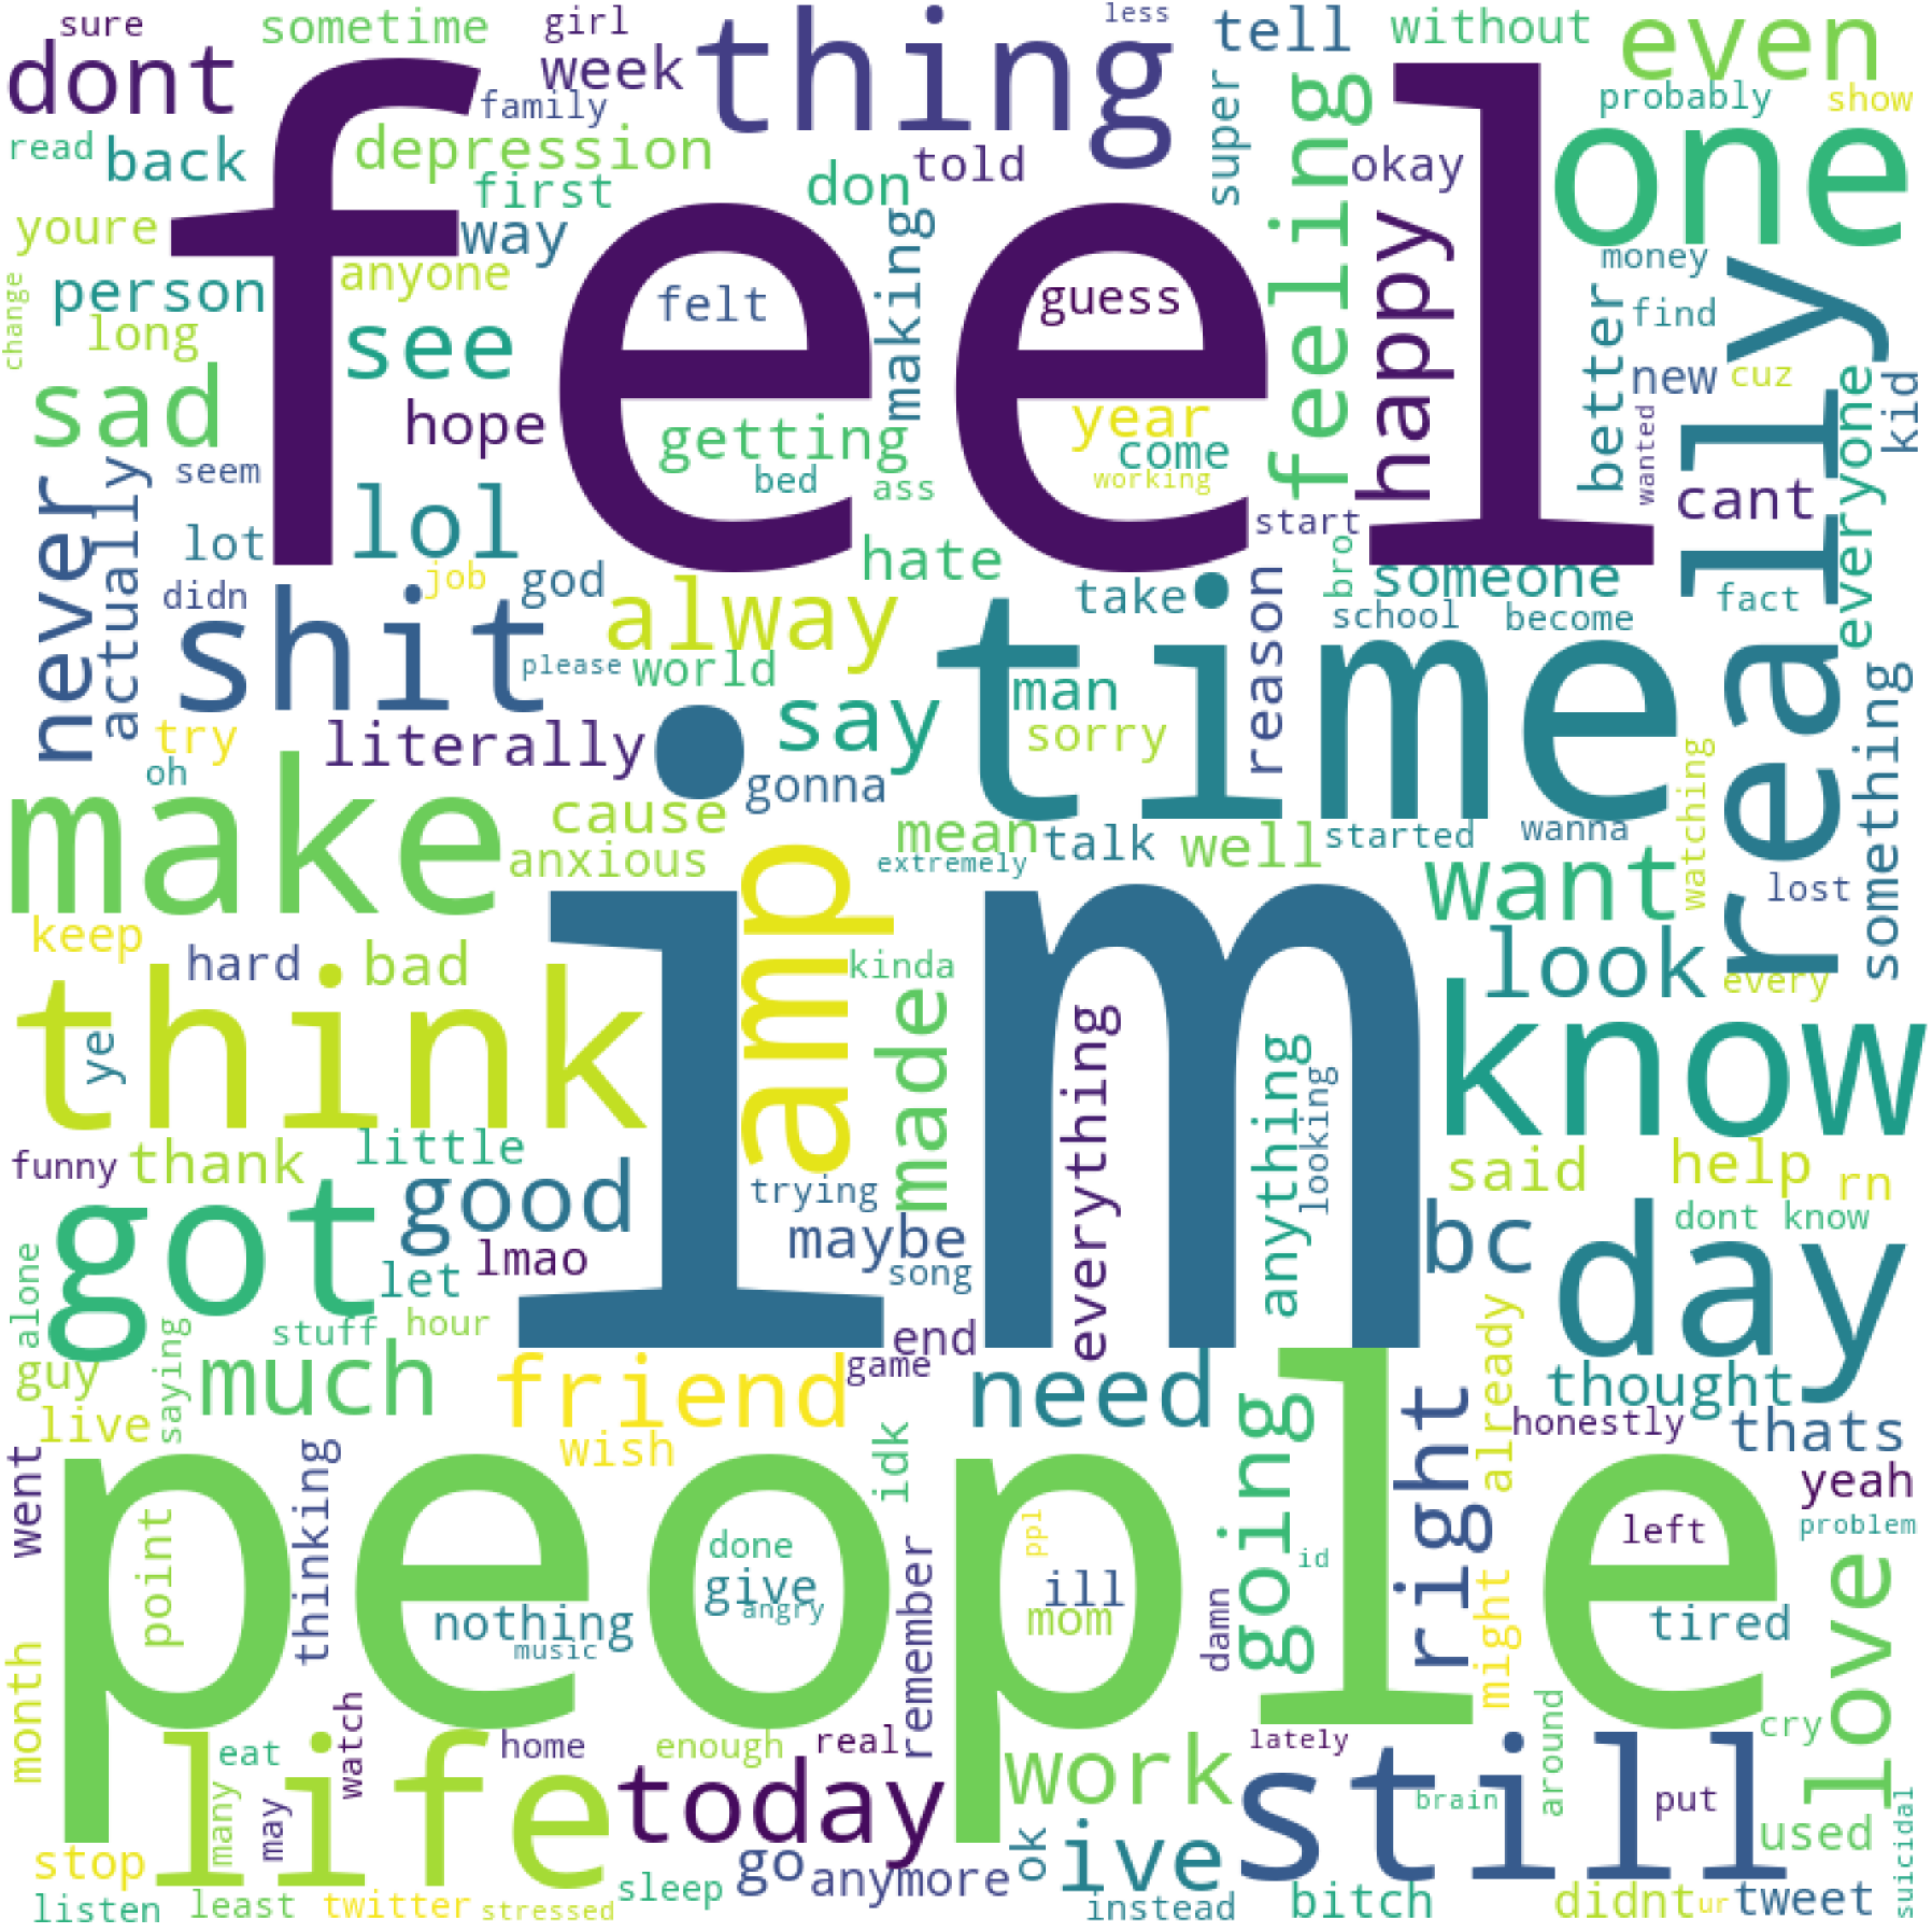 sure
sometime
girl
less
tell
without
even
dont
week
thing
family
super
feeling
probably
show
read
back
depression
told
okay
one
feel
first
don
youre
way
making
happy
money
really
change
person
anyone
felt
guess
better
find
long
see
new
cuz
kid
sad
hope
getting
year
come
wanted
everyone
never
actually
seem
bed
ass
working
cant
lot
lol
start
hate
bro
someone
didn
job
god
alway
take
reason
school
become
fact
shit
please
world
time
man
something
try
literally
say
sorry
oh
gonna
watching
make
cause
mean
talk
well
started
wanna
anxious
amp
extremely
want
lost
im
keep
hard
bad
kinda
look
every
think
ye
made
everything
anything
looking
know
funny
thank
little
said
help
rn
got
good
trying
bc
dont know
day
alone
let
lmao
maybe
song
stuff
hour
end
already
guy
saying
much
friend
game
need
going
right
thought
live
wish
idk
honestly
thats
went
people
thinking
yeah
point
done
ppl
id
left
problem
give
angry
ill
mom
nothing
music
remember
damn
might
tired
love
month
life
eat
watch
home
enough
real
work
lately
still
around
cry
many
may
today
brain
put
used
suicidal
stop
sleep
go
anymore
ok
ive
listen
least
twitter
stressed
instead
bitch
didnt
ur
tweet